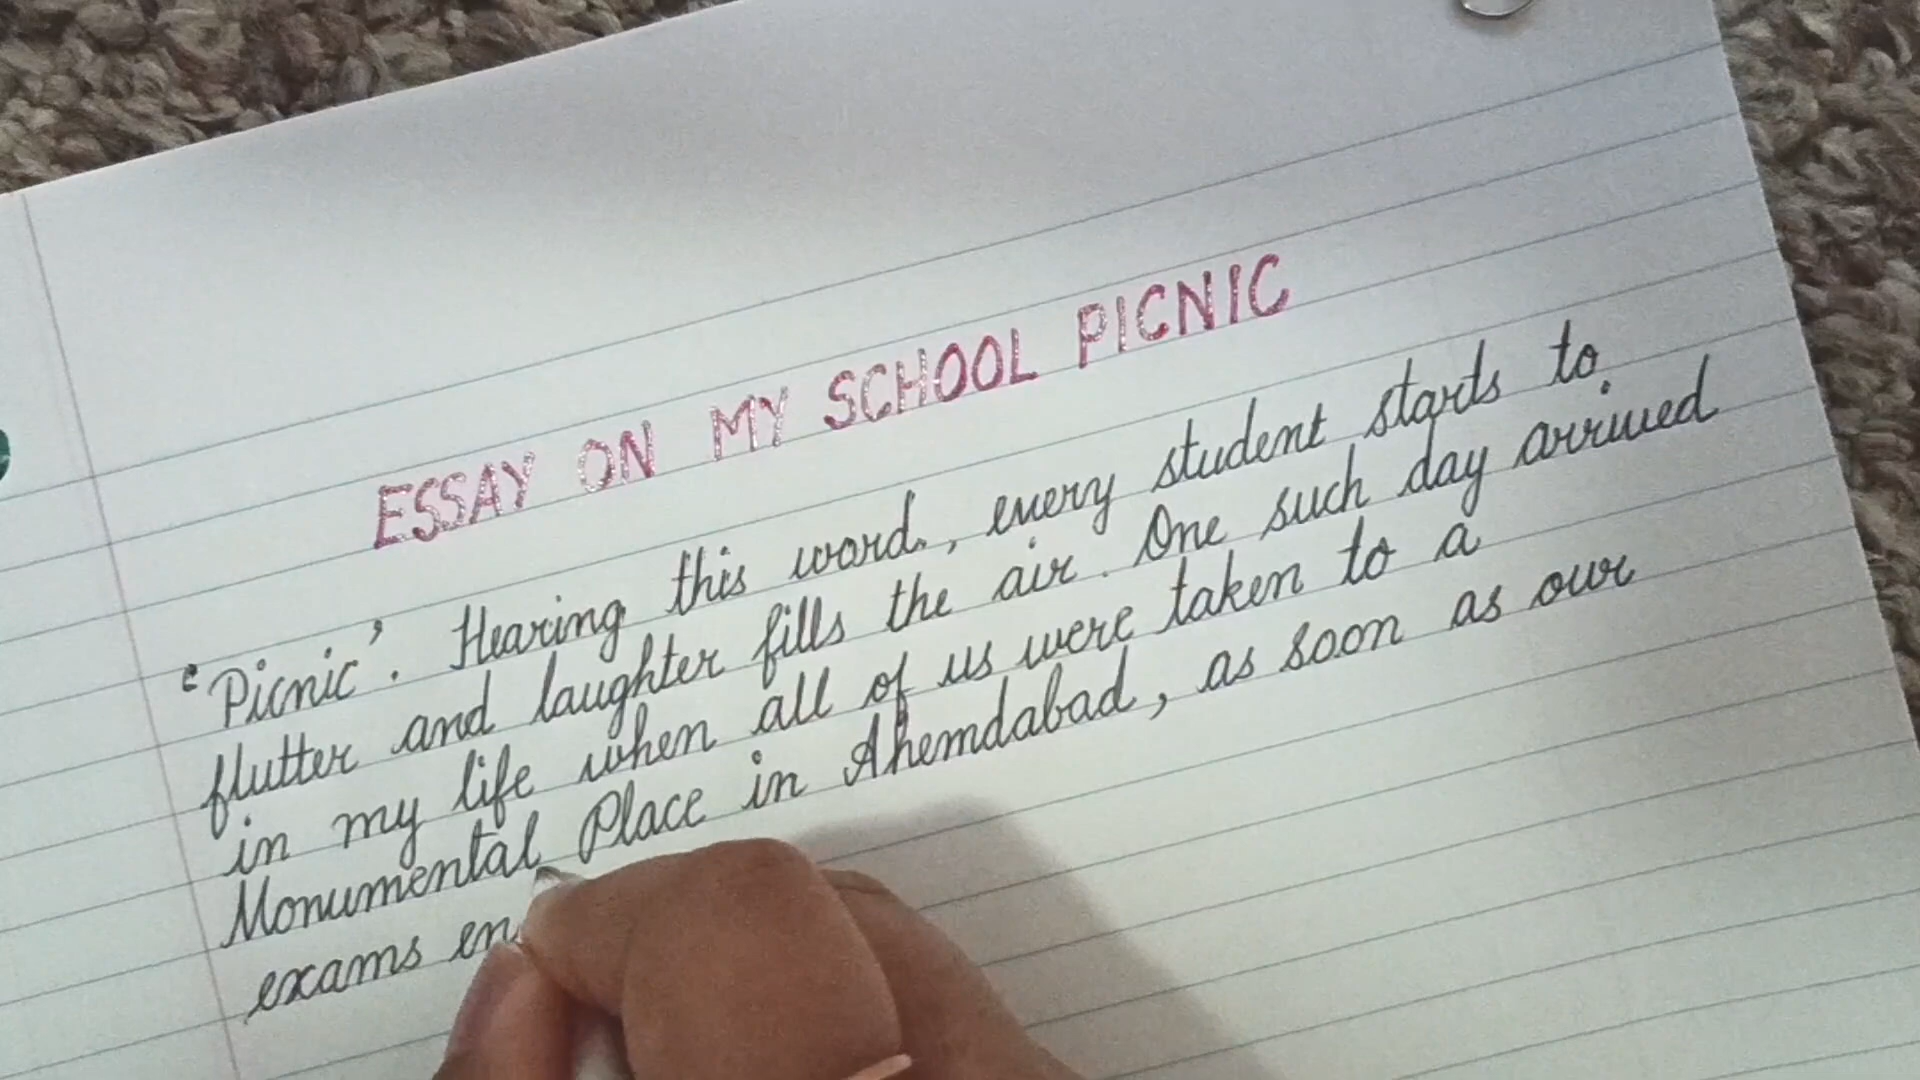 ESSAY ON MY SCHOOL PICNIC
'Picnic'. Hearing this word, every student starts to
flutter and laughter fills the air. One such day arrived
in my life when all of us were taken to a
Monumental Place in Ahemdabad, as soon as our
exams en